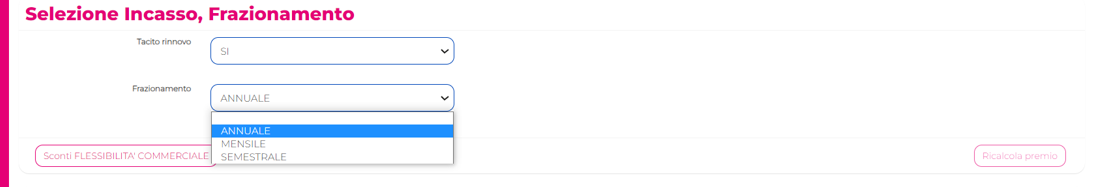 Selezione Incasso, Frazionamento
Tacito rinnovo
SI
Frazionamento
ANNUALE
ANNUALE
MENSILE
SEMESTRALE
Sconti FLESSIBILITA' COMMERCIALE
Ricalcola premio